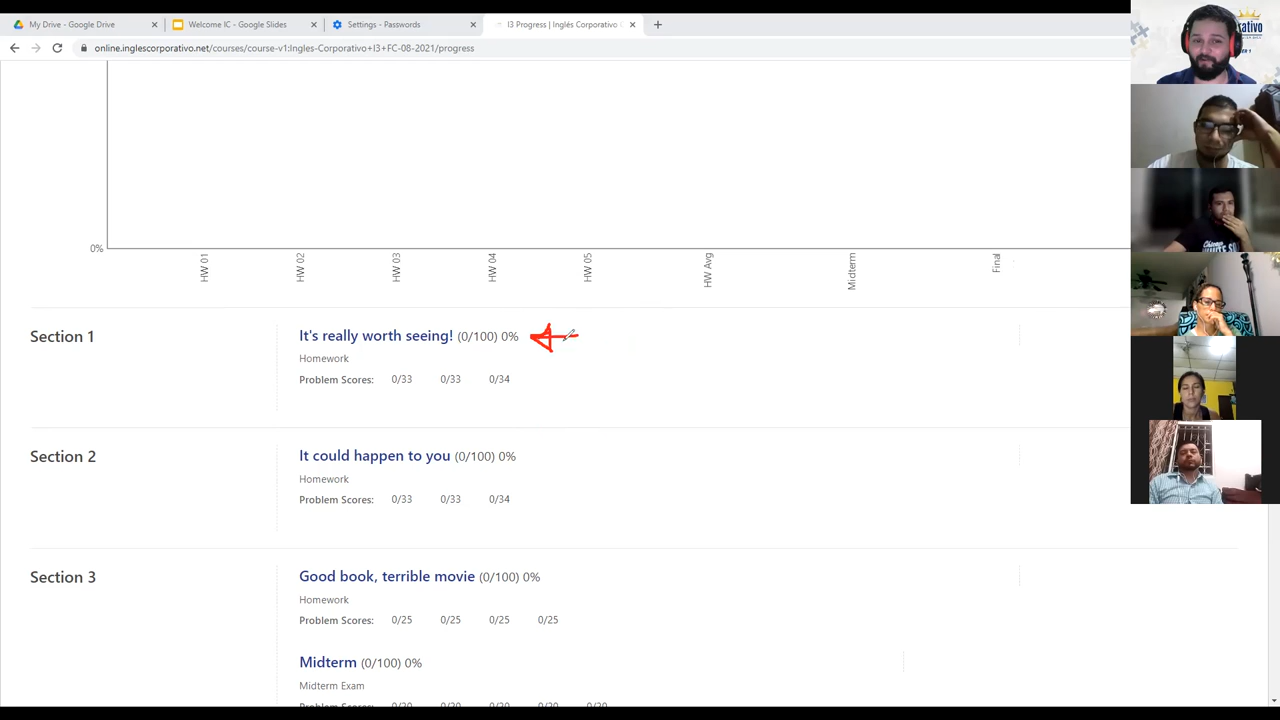 My Drive - Google Drive
Welcome IC - Google Slides
Settings - Passwords
I3 Progress | Inglés Corporativo
online.inglescorporativo.net/courses/course-v1:Ingles-Corporativo+I3+FC-08-2021/progress
0%
HW 01
HW 02
HW 03
HW 04
HW 05
HW Avg
Midterm
Final
Section 1
It's really worth seeing! (0/100) 0%
Homework
Problem Scores: 0/33 0/33 0/34
Section 2
It could happen to you (0/100) 0%
Homework
Problem Scores: 0/33 0/33 0/34
Section 3
Good book, terrible movie (0/100) 0%
Homework
Problem Scores: 0/25 0/25 0/25 0/25
Midterm (0/100) 0%
Midterm Exam